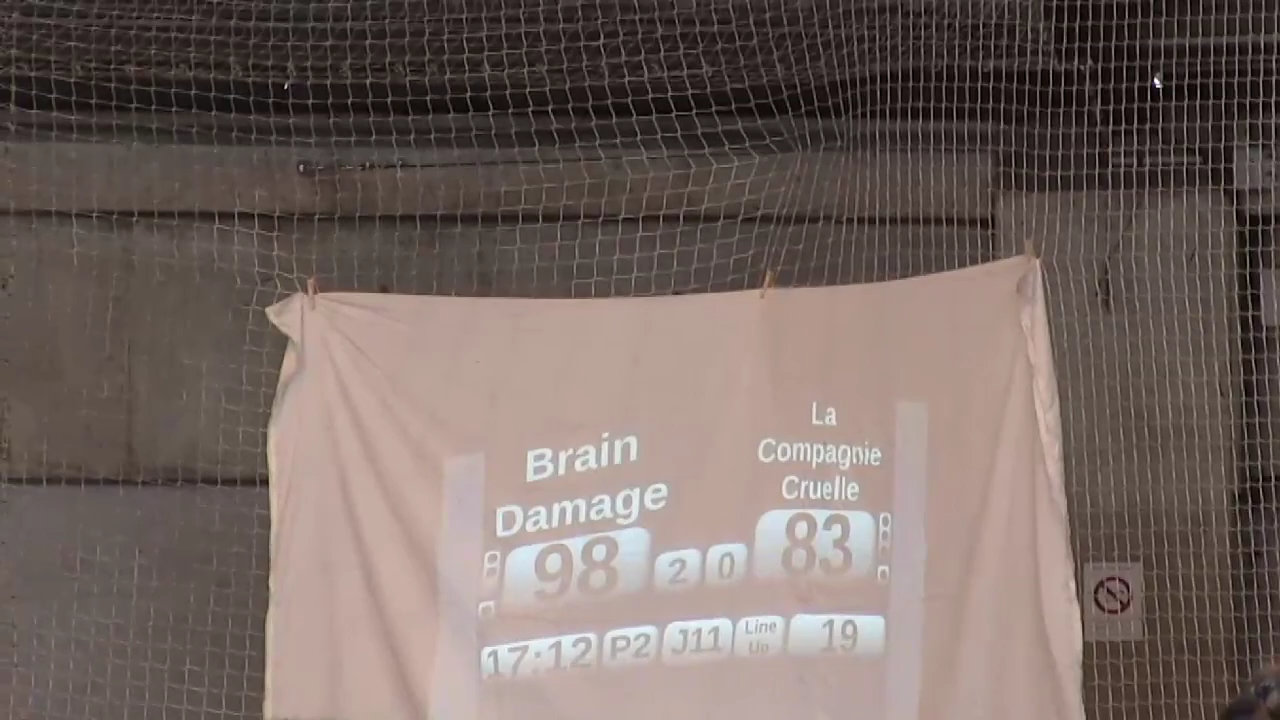 Brain
Damage
La
Compagnie
Cruelle
98 2 0 83
17:12 P2 J11 Line Up 19